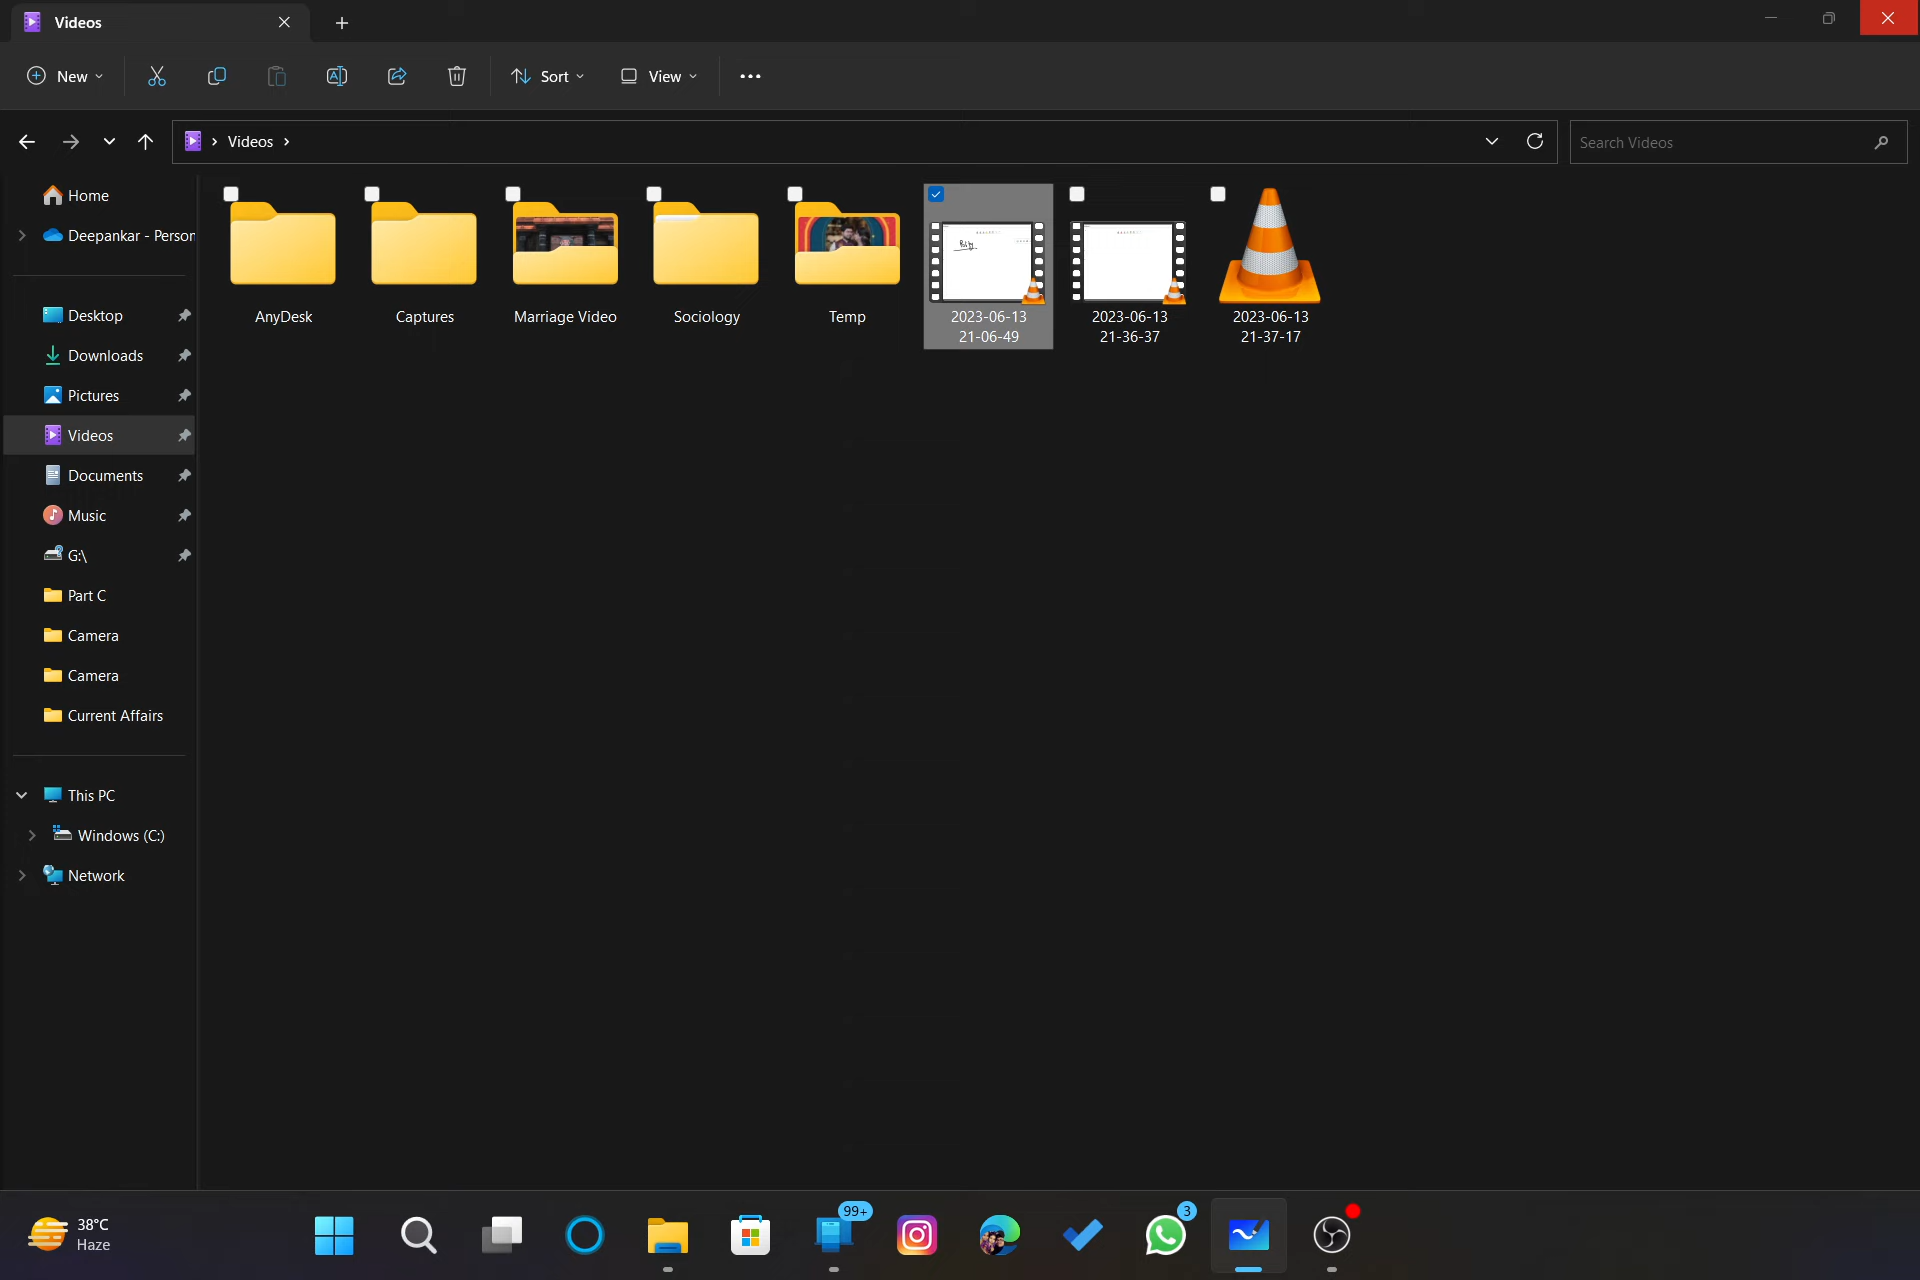 Videos
New
Sort
View
Videos
Search Videos
Home
Deepankar - Person
Desktop
Downloads
Pictures
Videos
Documents
Music
G:\
Part C
Camera
Camera
Current Affairs
This PC
Windows (C:)
Network
AnyDesk
Captures
Marriage Video
Sociology
Temp
2023-06-13
21-06-49
2023-06-13
21-36-37
2023-06-13
21-37-17
38°C
Haze
99+
3